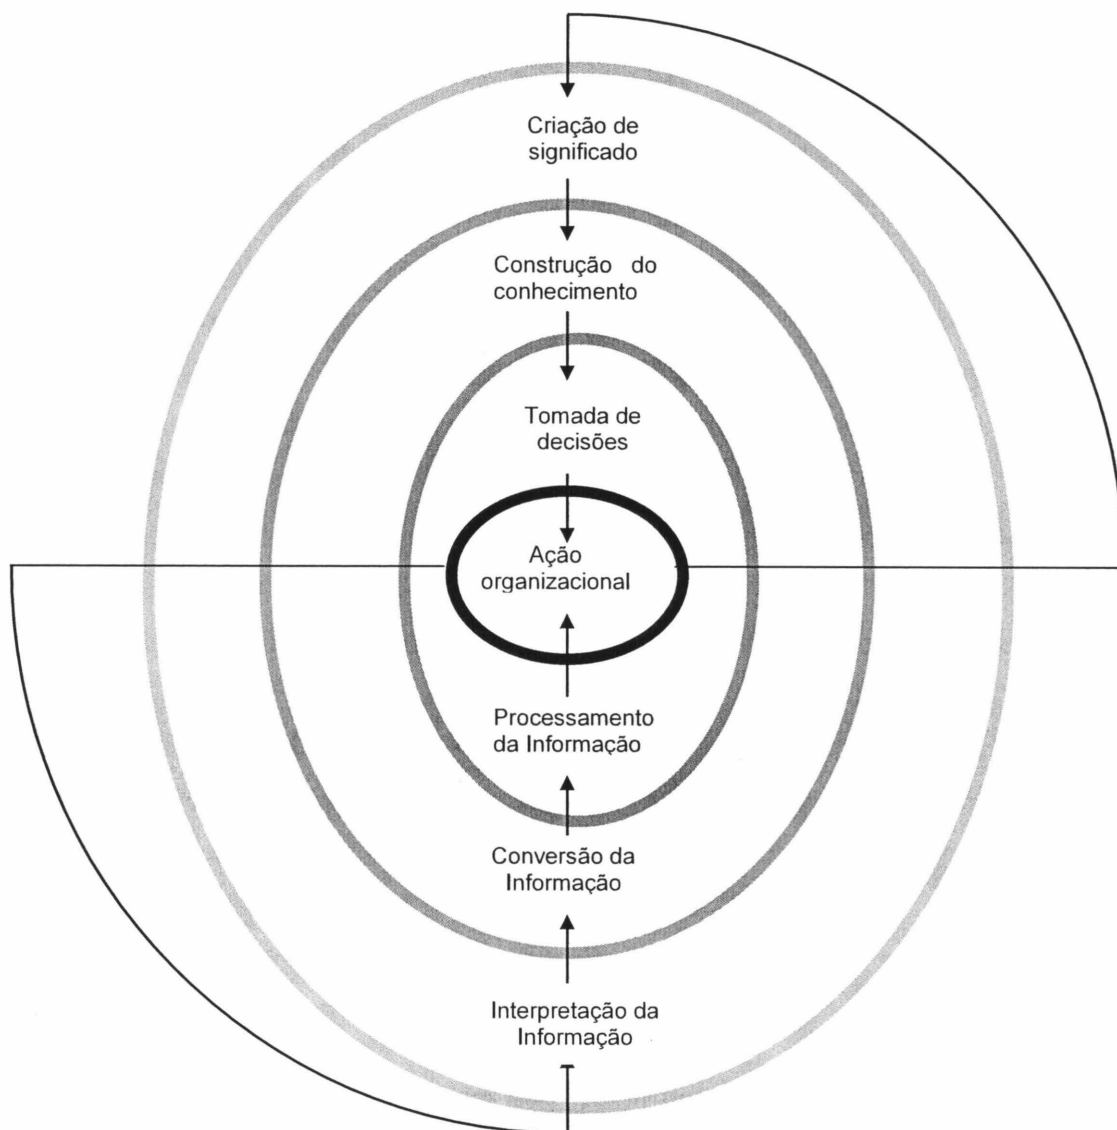 Criação de
significado
Construção do
conhecimento
Tomada de
decisões
Ação
organizacional
Processamento
da Informação
Conversão da
Informação
Interpretação da
Informação